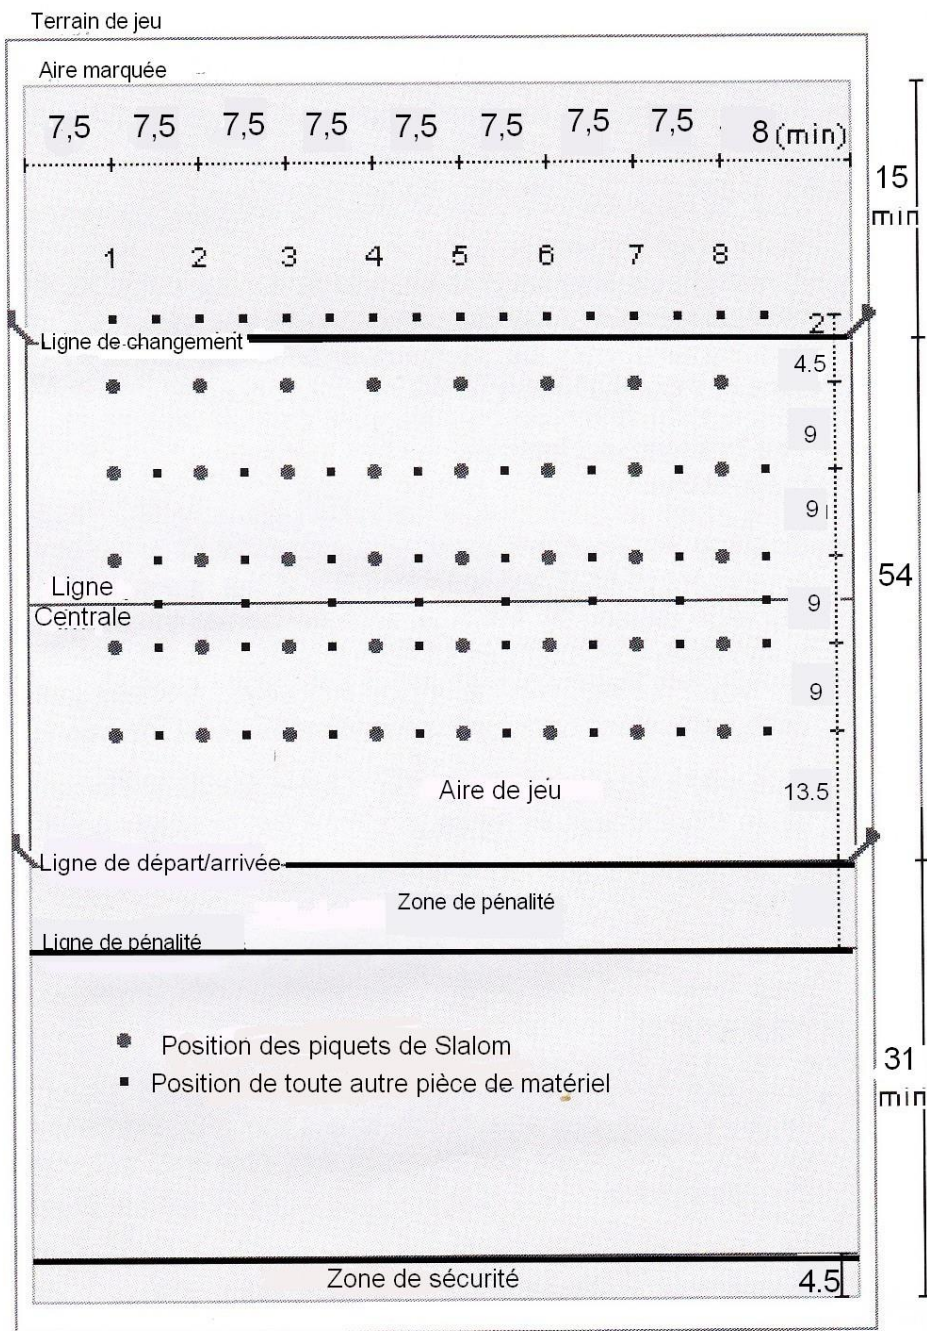 Terrain de jeu
Aire marquée
7,5 7,5 7,5 7,5 7,5 7,5 7,5 7,5 8 (min)
15
min
1 2 3 4 5 6 7 8
2
Ligne de changement
4.5
9
9
54
Ligne
9
Centrale
9
Aire de jeu
13.5
Ligne de départ/arrivée
Zone de pénalité
Ligne de pénalité
Position des piquets de Slalom
31
Position de toute autre pièce de matériel
min
Zone de sécurité
4.5